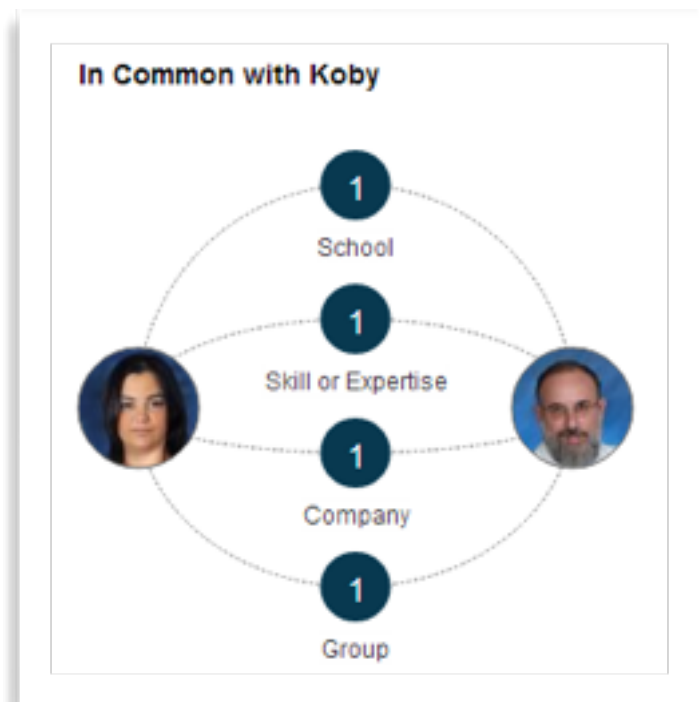 In Common with Koby
1
School
1
Skill or Expertise
1
Company
1
Group